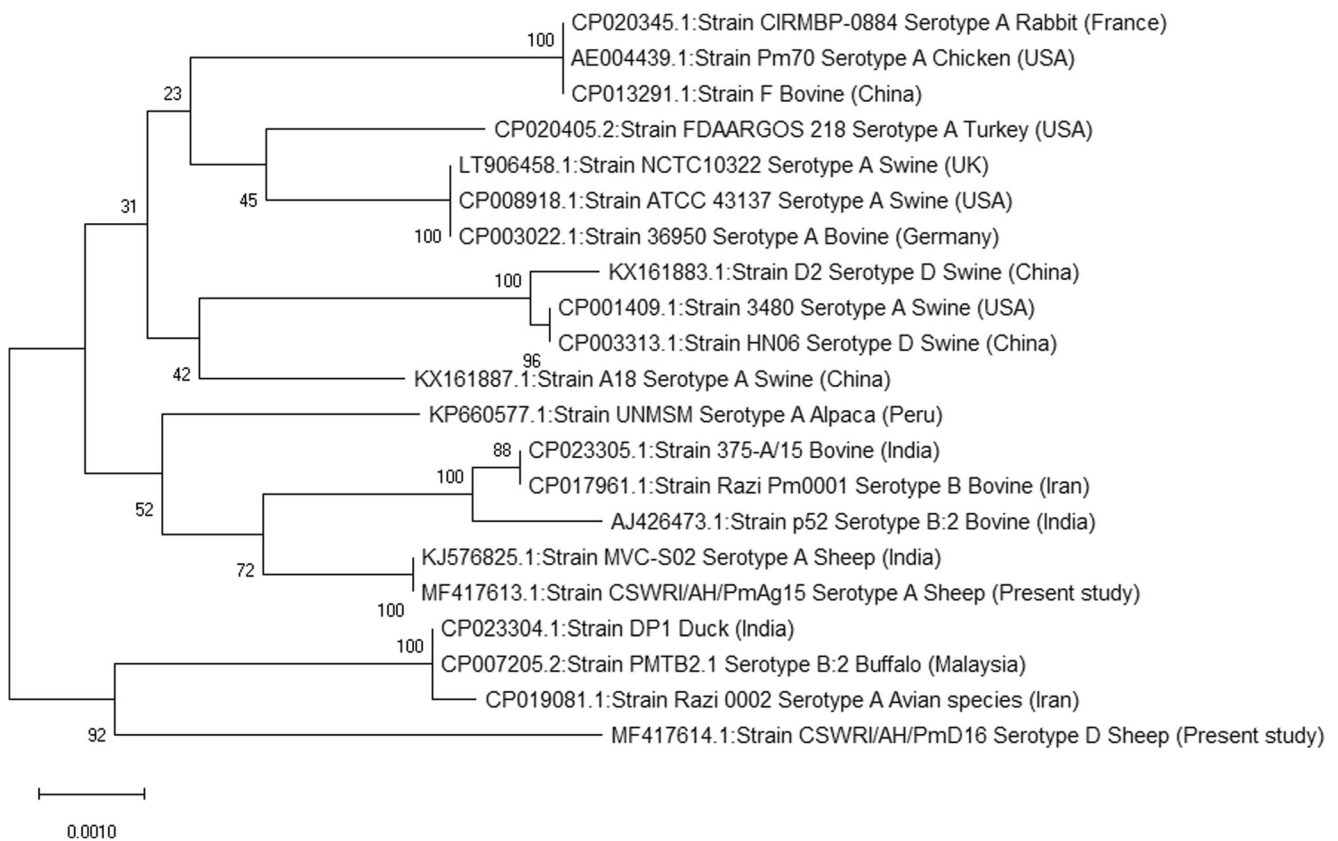 CP020345.1:Strain CIRMBP-0884 Serotype A Rabbit (France)
100
AE004439.1:Strain Pm70 Serotype A Chicken (USA)
CP013291.1:Strain F Bovine (China)
23
CP020405.2:Strain FDAARGOS 218 Serotype A Turkey (USA)
LT906458.1:Strain NCTC10322 Serotype A Swine (UK)
45
CP008918.1:Strain ATCC 43137 Serotype A Swine (USA)
31
100
CP003022.1:Strain 36950 Serotype A Bovine (Germany)
KX161883.1:Strain D2 Serotype D Swine (China)
100
CP001409.1:Strain 3480 Serotype A Swine (USA)
CP003313.1:Strain HN06 Serotype D Swine (China)
96
42
KX161887.1:Strain A18 Serotype A Swine (China)
KP660577.1:Strain UNMSM Serotype A Alpaca (Peru)
88
CP023305.1:Strain 375-A/15 Bovine (India)
100
CP017961.1:Strain Razi Pm0001 Serotype B Bovine (Iran)
52
AJ426473.1:Strain p52 Serotype B:2 Bovine (India)
KJ576825.1:Strain MVC-S02 Serotype A Sheep (India)
72
MF417613.1:Strain CSWRI/AH/PmAg15 Serotype A Sheep (Present study)
100
CP023304.1:Strain DP1 Duck (India)
100
CP007205.2:Strain PMTB2.1 Serotype B:2 Buffalo (Malaysia)
CP019081.1:Strain Razi 0002 Serotype A Avian species (Iran)
92
MF417614.1:Strain CSWRI/AH/PmD16 Serotype D Sheep (Present study)
0.0010